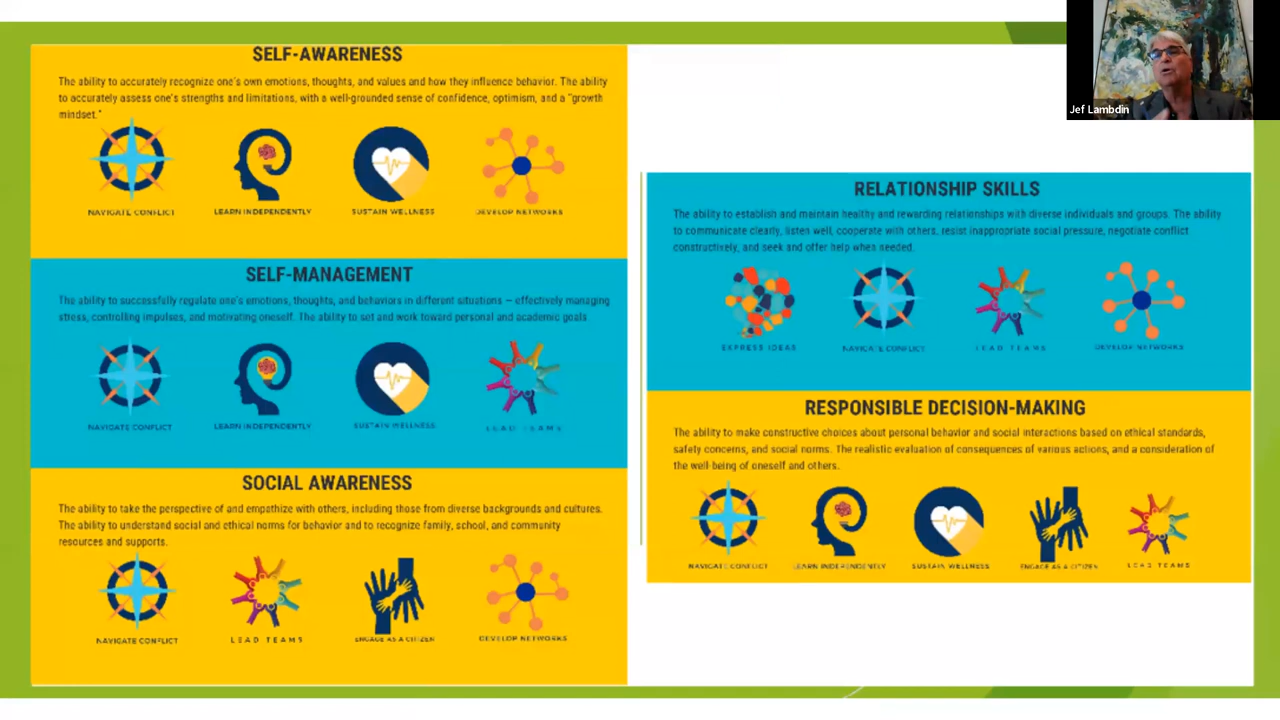 SELF-AWARENESS
The ability to accurately recognize one's own emotions, thoughts, and values and how they influence behavior. The ability
to accurately assess one's strengths and limitations, with a well-grounded sense of confidence, optimism, and a "growth
mindset."
NAVIGATE CONFLICT
LEARN INDEPENDENTLY
SUSTAIN WELLNESS
DEVELOP NETWORKS
SELF-MANAGEMENT
The ability to successfully regulate one's emotions, thoughts, and behaviors in different situations — effectively managing
stress, controlling impulses, and motivating oneself. The ability to set and work toward personal and academic goals
NAVIGATE CONFLICT
LEARN INDEPENDENTLY
SUSTAIN WELLNESS
LEAD TEAMS
SOCIAL AWARENESS
The ability to take the perspective of and empathize with others, including those from diverse backgrounds and cultures.
The ability to understand social and ethical norms for behavior and to recognize family, school, and community
resources and supports.
NAVIGATE CONFLICT
LEAD TEAMS
ENGAGE AS A CITIZEN
DEVELOP NETWORKS
Jef Lambdin
RELATIONSHIP SKILLS
The ability to establish and maintain healthy and rewarding relationships with diverse individuals and groups. The ability
to communicate clearly, listen well, cooperate with others, resist inappropriate social pressure, negotiate conflict
constructively, and seek and offer help when needed.
EXPRESS IDEAS
NAVIGATE CONFLICT
LEAD TEAMS
DEVELOP NETWORKS
RESPONSIBLE DECISION-MAKING
The ability to make constructive choices about personal behavior and social interactions based on ethical standards,
safety concerns, and social norms. The realistic evaluation of consequences of various actions, and a consideration of
the well-being of oneself and others.
NAVIGATE CONFLICT
LEARN INDEPENDENTLY
SUSTAIN WELLNESS
ENGAGE AS A CITIZEN
LEAD TEAMS